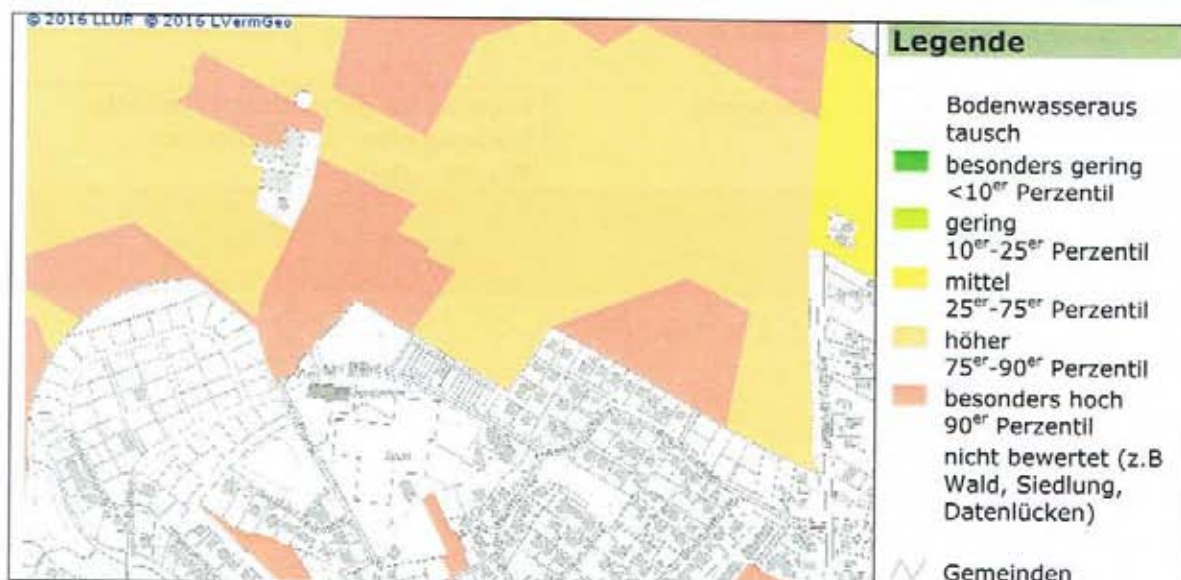 © 2016 LLUR © 2016 LVermGeo
Legende
Bodenwasseraus
tausch
besonders gering
<10er Perzentil
gering
10er-25er Perzentil
mittel
25er-75er Perzentil
höher
75er-90er Perzentil
besonders hoch
90er Perzentil
nicht bewertet (z.B
Wald, Siedlung,
Datenlücken)
Gemeinden